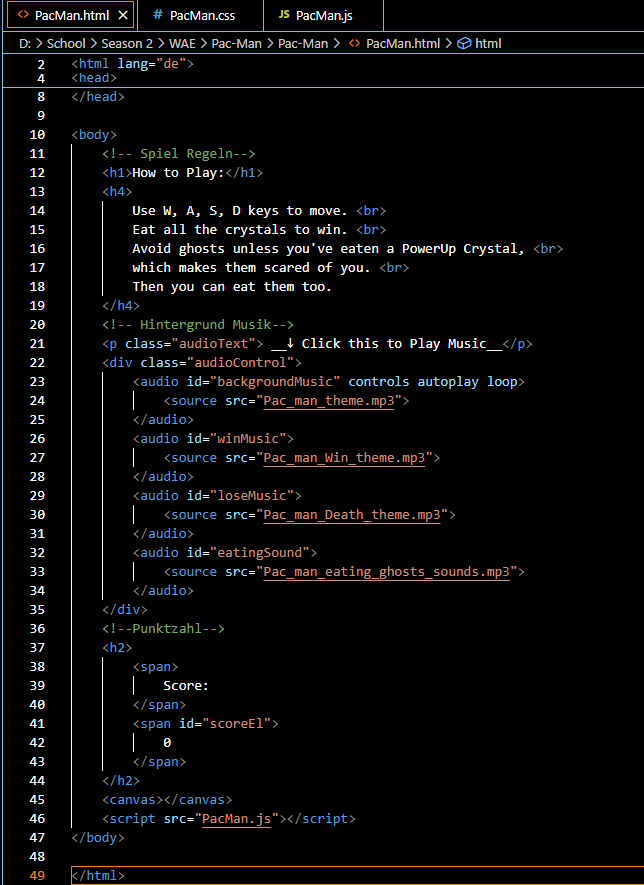 PacMan.html PacMan.css PacMan.js
D: > School > Season 2 > WAE > Pac-Man > Pac-Man > PacMan.html > html
2 <html lang="de">
4 <head>
8 </head>
9
10 <body>
11 <!-- Spiel Regeln-->
12 <h1>How to Play:</h1>
13 <h4>
14 Use W, A, S, D keys to move. <br>
15 Eat all the crystals to win. <br>
16 Avoid ghosts unless you've eaten a PowerUp Crystal, <br>
17 which makes them scared of you. <br>
18 Then you can eat them too.
19 </h4>
20 <!-- Hintergrund Musik-->
21 <p class="audioText"> __↓ Click this to Play Music__</p>
22 <div class="audioControl">
23 <audio id="backgroundMusic" controls autoplay loop>
24 <source src="Pac_man_theme.mp3">
25 </audio>
26 <audio id="winMusic">
27 <source src="Pac_man_Win_theme.mp3">
28 </audio>
29 <audio id="loseMusic">
30 <source src="Pac_man_Death_theme.mp3">
31 </audio>
32 <audio id="eatingSound">
33 <source src="Pac_man_eating_ghosts_sounds.mp3">
34 </audio>
35 </div>
36 <!--Punktzahl-->
37 <h2>
38 <span>
39 Score:
40 </span>
41 <span id="scoreEl">
42 0
43 </span>
44 </h2>
45 <canvas></canvas>
46 <script src="PacMan.js"></script>
47 </body>
48
49 </html>